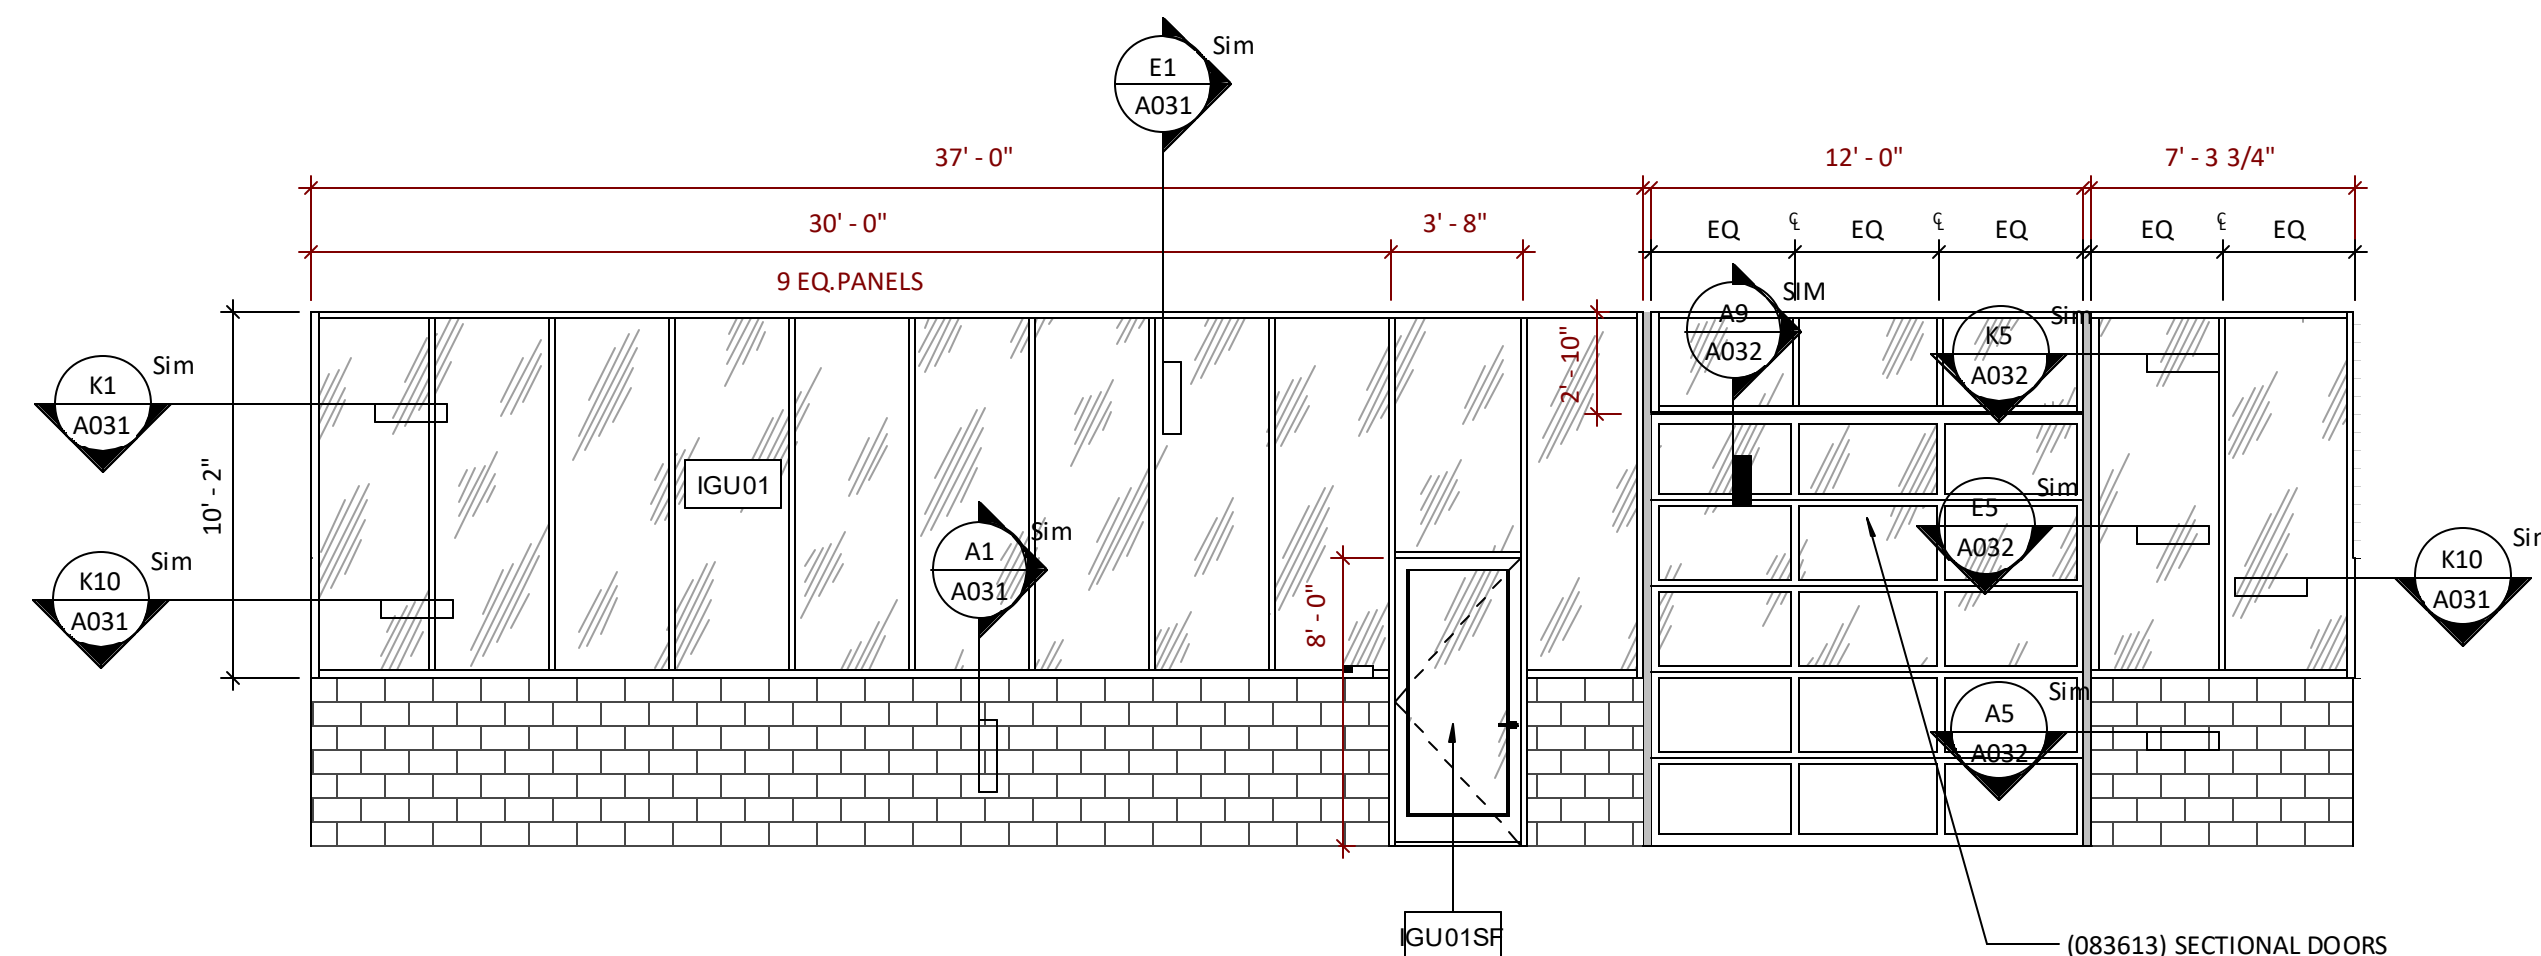 E1
A031
Sim
37' - 0"
12' - 0"
7' - 3 3/4"
30' - 0"
3' - 8"
EQ
℄
EQ
℄
EQ
EQ
℄
EQ
9 EQ.PANELS
A9
A032
SIM
K5
A032
Sim
2' - 10"
K1
A031
Sim
10' - 2"
IGU01
A1
A031
Sim
E5
A032
Sim
K10
A031
Sim
8' - 0"
K10
A031
Sim
A5
A032
Sim
IGU01SF
(083613) SECTIONAL DOORS